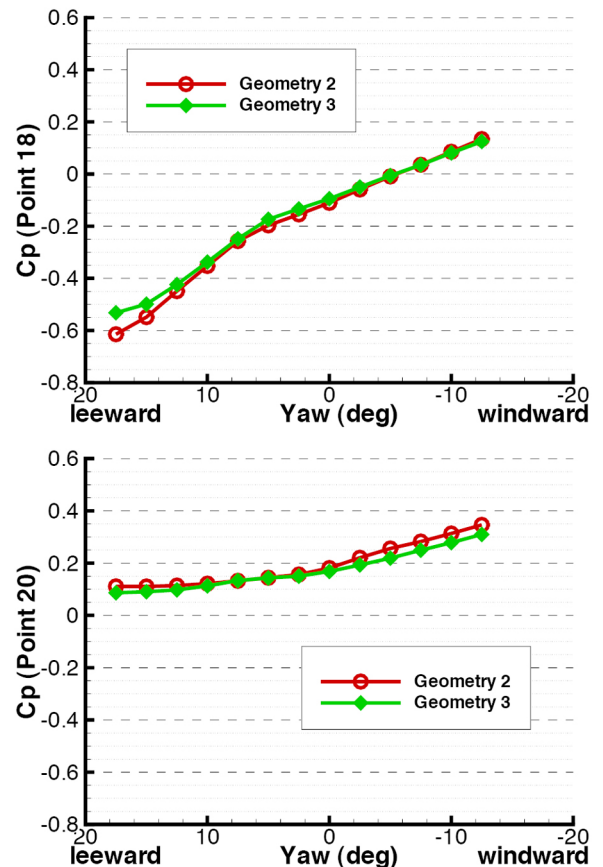 0.6
0.4
0.2
0
-0.2
-0.4
-0.6
-0.8
Cp (Point 18)
Geometry 2
Geometry 3
20 10 0 -10 -20
leeward Yaw (deg) windward
0.6
0.4
0.2
0
-0.2
-0.4
-0.6
-0.8
Cp (Point 20)
Geometry 2
Geometry 3
20 10 0 -10 -20
leeward Yaw (deg) windward